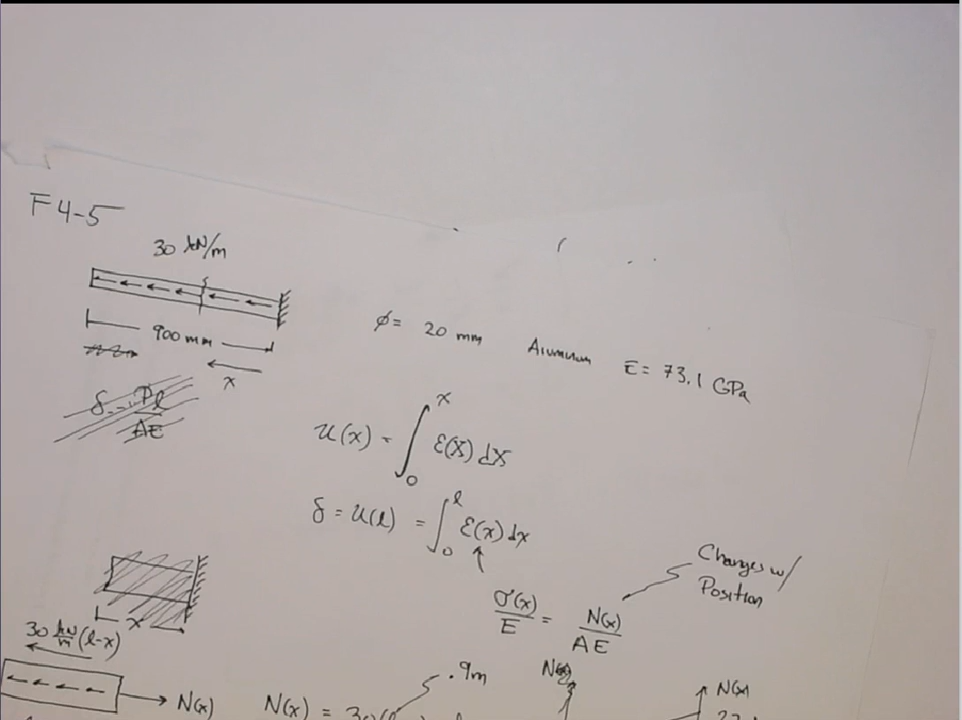 F 4-5
30 kN/m
900 mm
x
δ = Pl/AE
φ = 20 mm Aluminum E = 73.1 GPa
u(x) = ∫₀ˣ ε(x) dx
δ = u(l) = ∫₀ˡ ε(x) dx
σ(x)/E = N(x)/AE
Changes w/
Position
x
30 kN/m (l-x)
N(x)
N(x) =
.9m
N(x)
N(x)